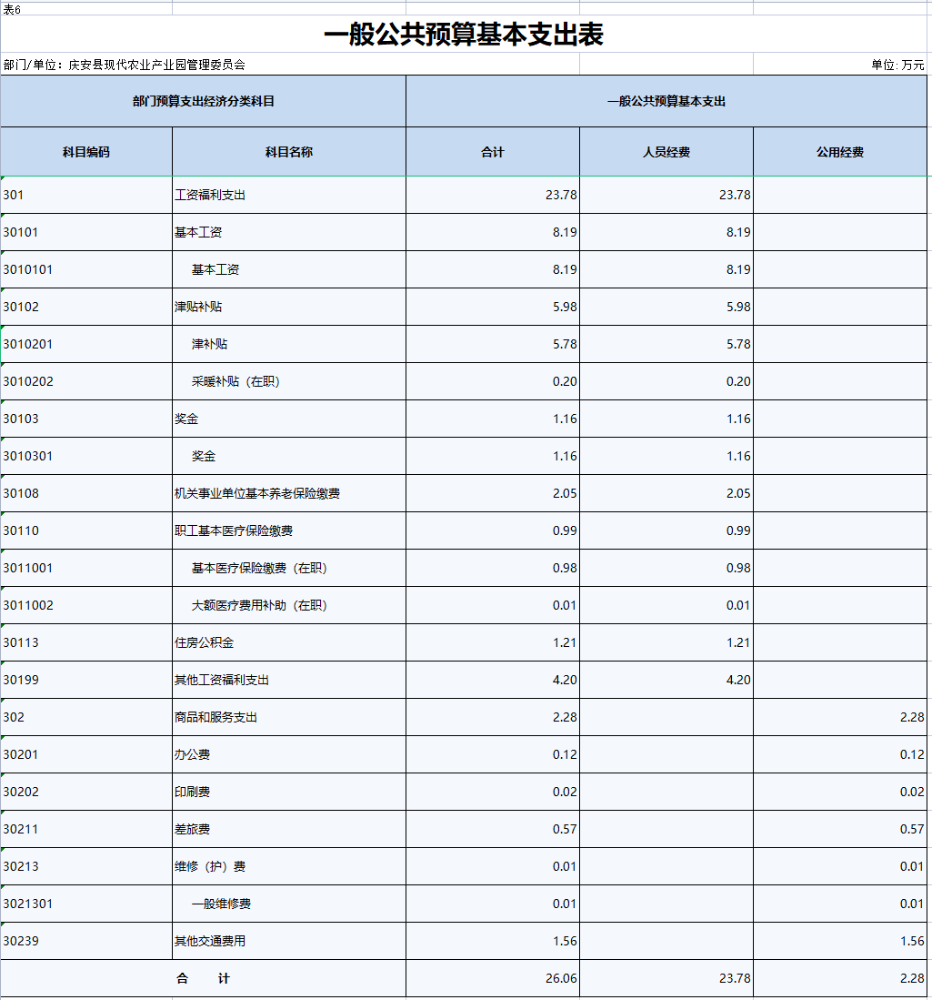 表6
一般公共预算基本支出表
部门/单位：庆安县现代农业产业园管理委员会 单位: 万元
部门预算支出经济分类科目 一般公共预算基本支出
科目编码 科目名称 合计 人员经费 公用经费
301 工资福利支出 23.78 23.78
30101 基本工资 8.19 8.19
3010101 基本工资 8.19 8.19
30102 津贴补贴 5.98 5.98
3010201 津补贴 5.78 5.78
3010202 采暖补贴（在职） 0.20 0.20
30103 奖金 1.16 1.16
3010301 奖金 1.16 1.16
30108 机关事业单位基本养老保险缴费 2.05 2.05
30110 职工基本医疗保险缴费 0.99 0.99
3011001 基本医疗保险缴费（在职） 0.98 0.98
3011002 大额医疗费用补助（在职） 0.01 0.01
30113 住房公积金 1.21 1.21
30199 其他工资福利支出 4.20 4.20
302 商品和服务支出 2.28 2.28
30201 办公费 0.12 0.12
30202 印刷费 0.02 0.02
30211 差旅费 0.57 0.57
30213 维修（护）费 0.01 0.01
3021301 一般维修费 0.01 0.01
30239 其他交通费用 1.56 1.56
合 计 26.06 23.78 2.28